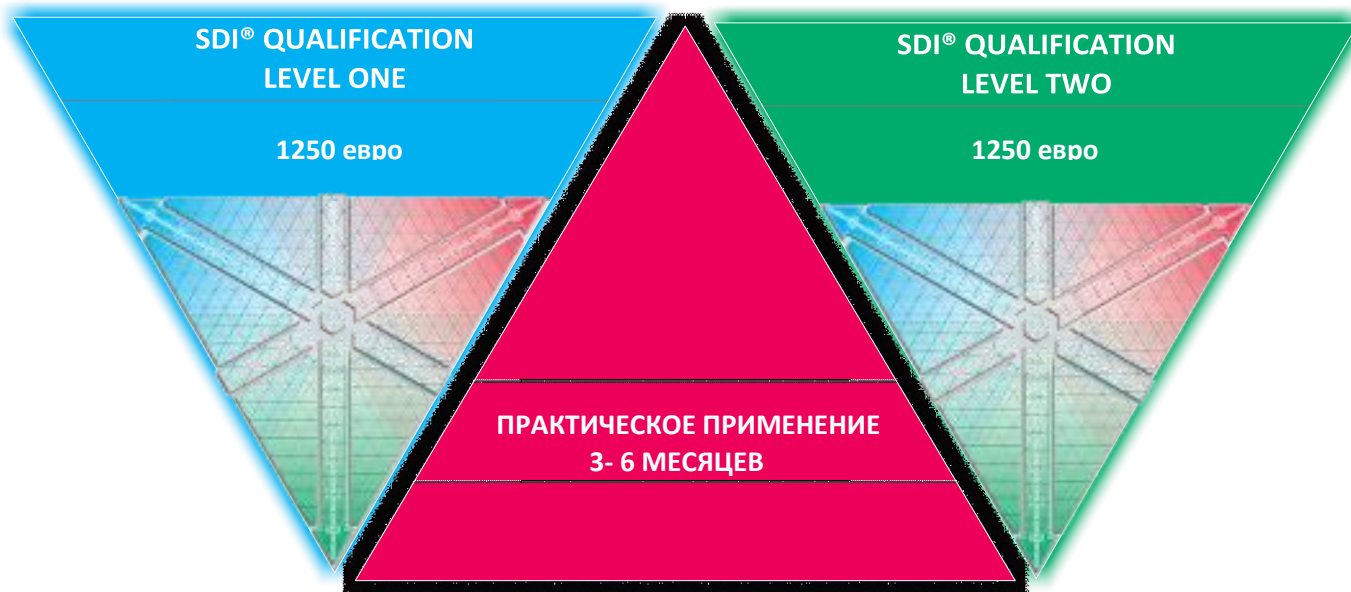 SDI® QUALIFICATION
LEVEL ONE
1250 евро
ПРАКТИЧЕСКОЕ ПРИМЕНЕНИЕ
3- 6 МЕСЯЦЕВ
SDI® QUALIFICATION
LEVEL TWO
1250 евро